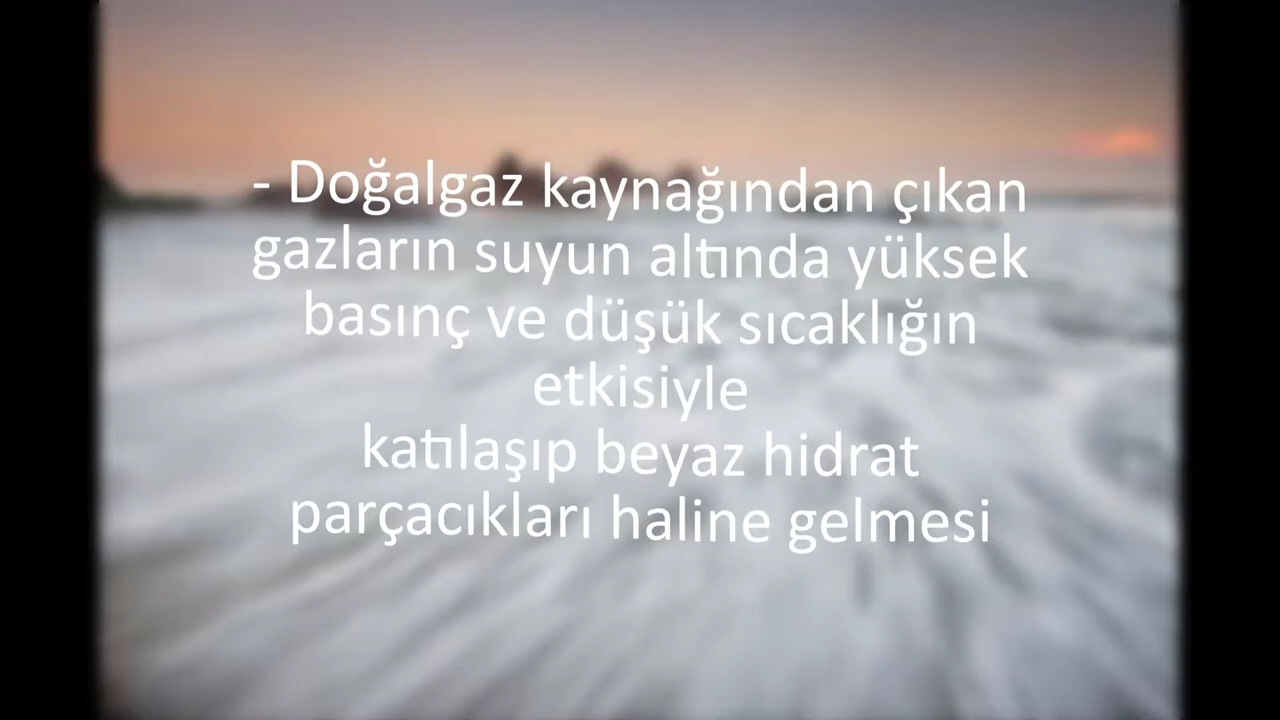 - Doğalgaz kaynağından çıkan
gazların suyun altında yüksek
basınç ve düşük sıcaklığın
etkisiyle
katılaşıp beyaz hidrat
parçacıkları haline gelmesi